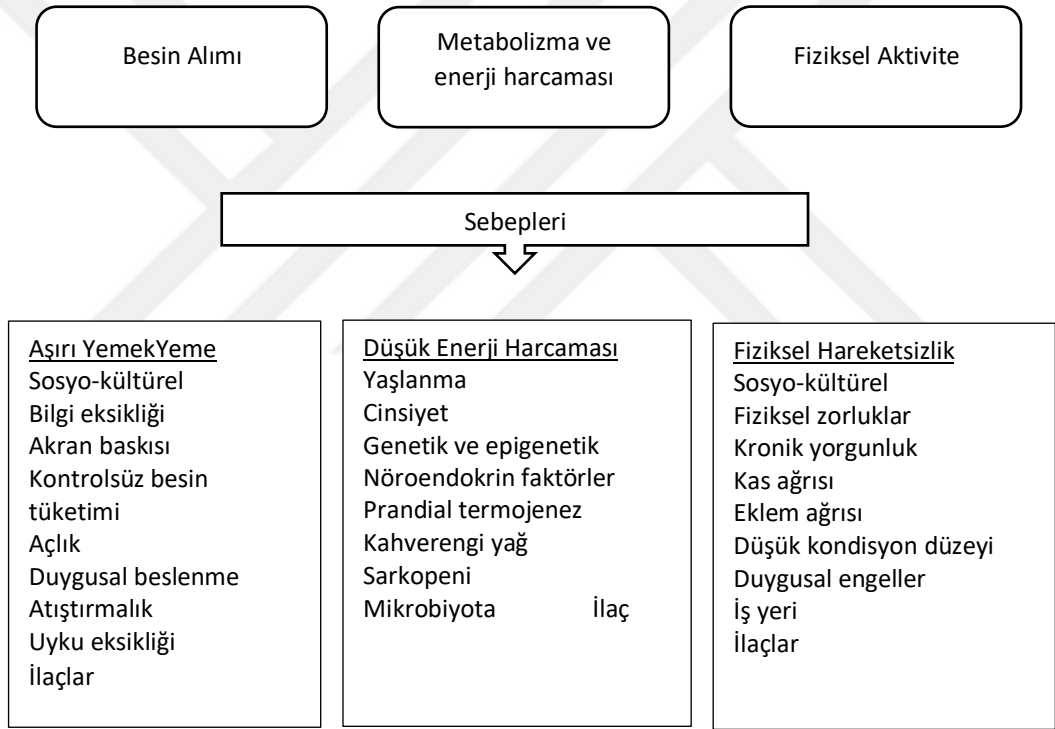 Besin Alımı
Metabolizma ve
enerji harcaması
Fiziksel Aktivite
Sebepleri
Aşırı YemekYeme
Sosyo-kültürel
Bilgi eksikliği
Akran baskısı
Kontrolsüz besin
tüketimi
Açlık
Duygusal beslenme
Atıştırmalık
Uyku eksikliği
İlaçlar
Düşük Enerji Harcaması
Yaşlanma
Cinsiyet
Genetik ve epigenetik
Nöroendokrin faktörler
Prandial termojenez
Kahverengi yağ
Sarkopeni
Mikrobiyota İlaç
Fiziksel Hareketsizlik
Sosyo-kültürel
Fiziksel zorluklar
Kronik yorgunluk
Kas ağrısı
Eklem ağrısı
Düşük kondisyon düzeyi
Duygusal engeller
İş yeri
İlaçlar